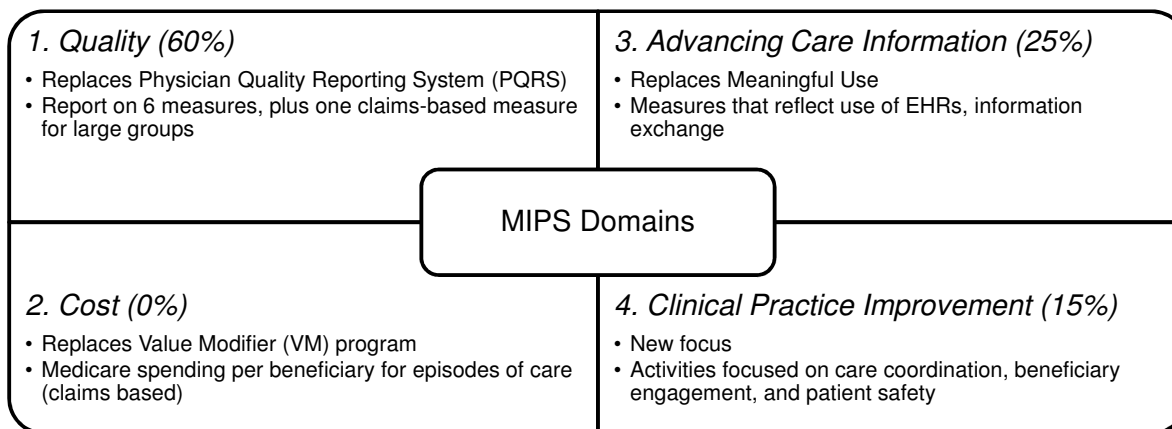 1. Quality (60%)
• Replaces Physician Quality Reporting System (PQRS)
• Report on 6 measures, plus one claims-based measure
for large groups
3. Advancing Care Information (25%)
• Replaces Meaningful Use
• Measures that reflect use of EHRs, information
exchange
MIPS Domains
2. Cost (0%)
• Replaces Value Modifier (VM) program
• Medicare spending per beneficiary for episodes of care
(claims based)
4. Clinical Practice Improvement (15%)
• New focus
• Activities focused on care coordination, beneficiary
engagement, and patient safety